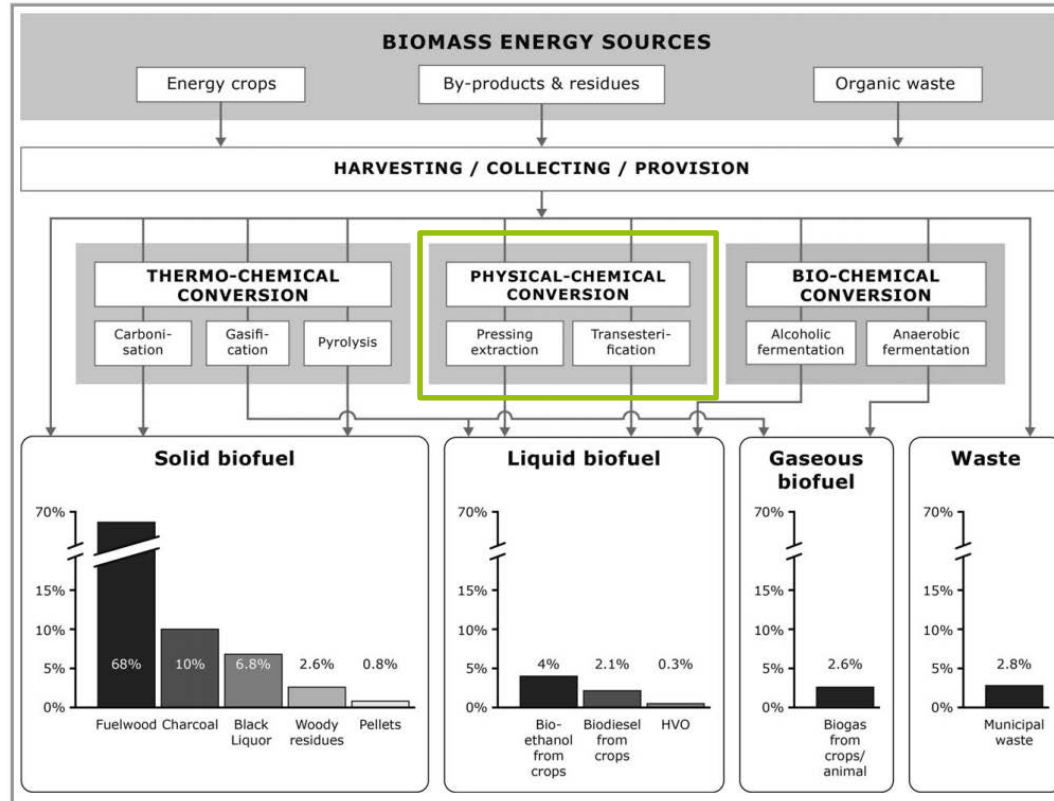 BIOMASS ENERGY SOURCES
Energy crops
By-products & residues
Organic waste
HARVESTING / COLLECTING / PROVISION
THERMO-CHEMICAL
CONVERSION
Carboni-
sation
Gasifi-
cation
Pyrolysis
PHYSICAL-CHEMICAL
CONVERSION
Pressing
extraction
Transesteri-
fication
BIO-CHEMICAL
CONVERSION
Alcoholic
fermentation
Anaerobic
fermentation
Solid biofuel
70%
15%
10%
5%
0%
68%
10%
6.8%
2.6%
0.8%
Fuelwood
Charcoal
Black
Liquor
Woody
residues
Pellets
Liquid biofuel
70%
15%
10%
5%
0%
4%
2.1%
0.3%
Bio-
ethanol
from
crops
Biodiesel
from
crops
HVO
Gaseous
biofuel
70%
15%
10%
5%
0%
2.6%
Biogas
from
crops/
animal
Waste
70%
15%
10%
5%
0%
2.8%
Municipal
waste